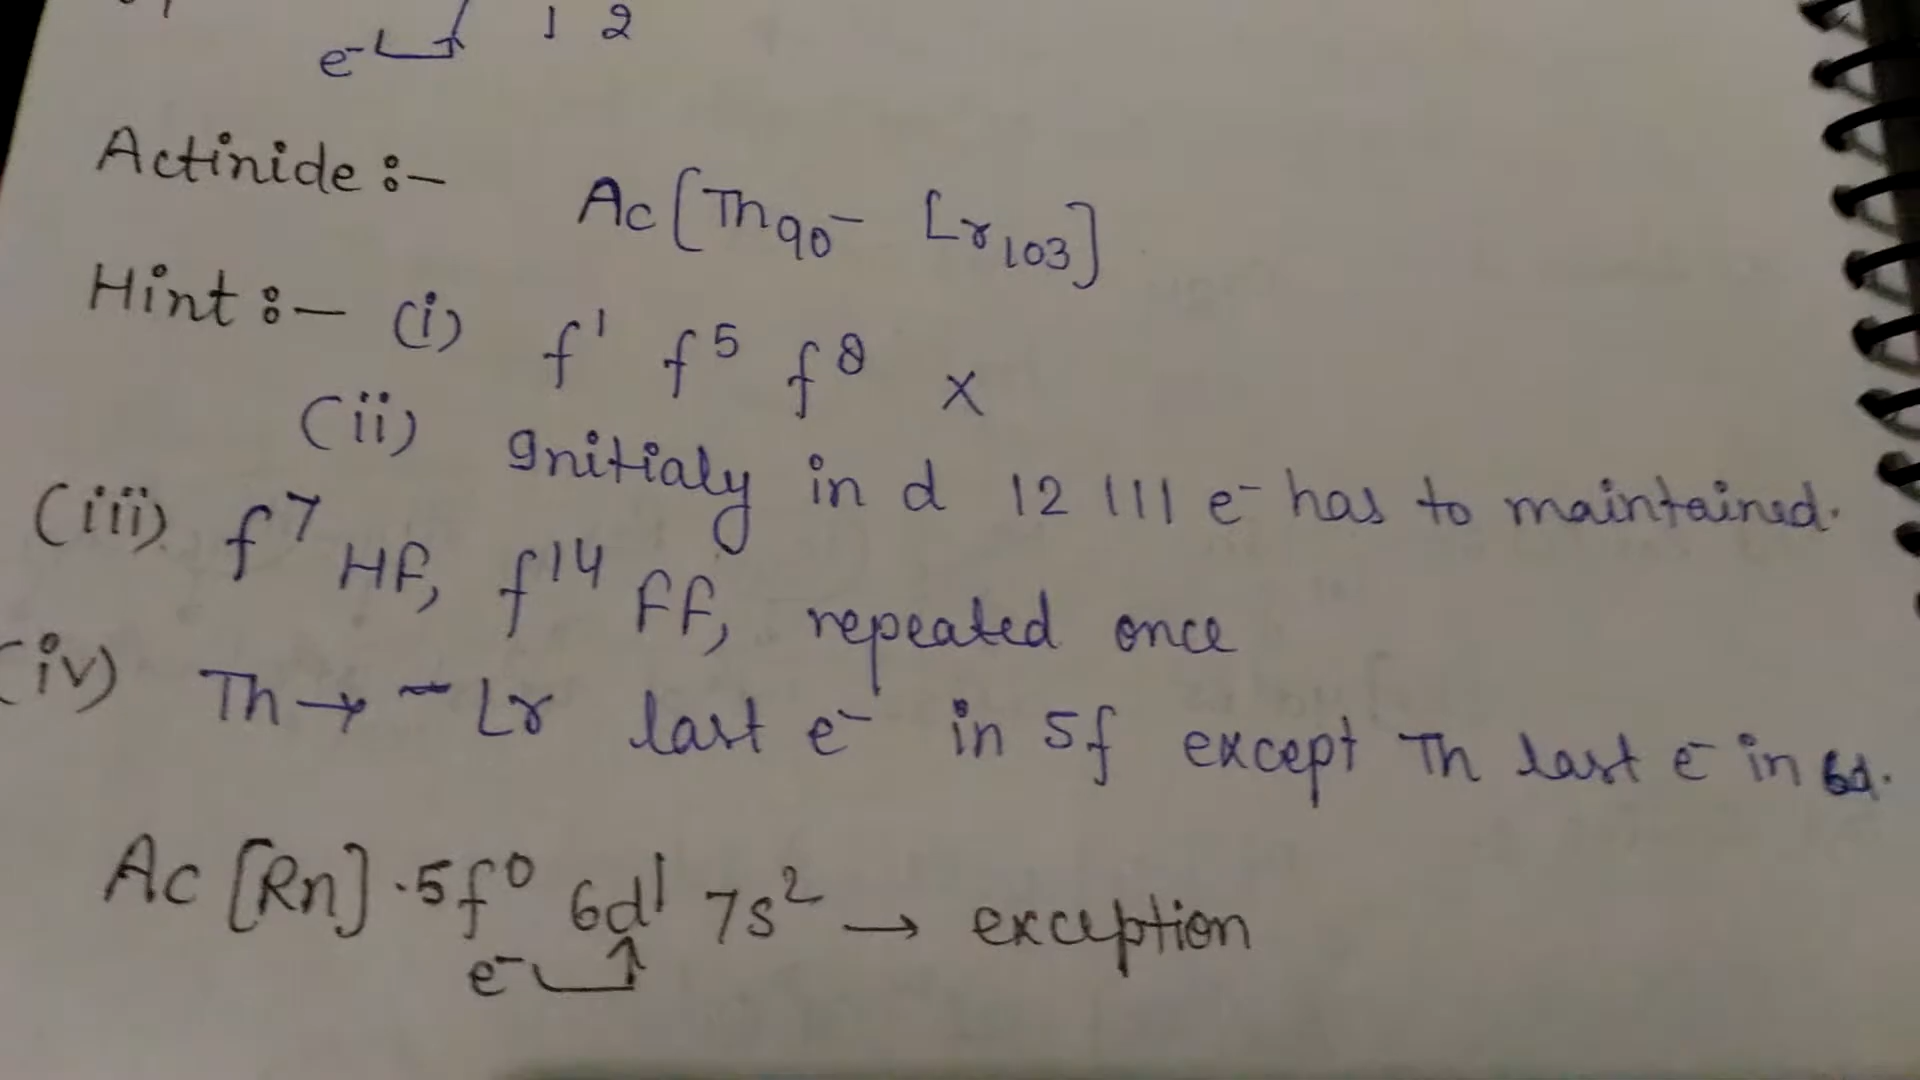 e⁻ 1 2
Actinide :-
Ac [Th₉₀- Lr₁₀₃]
Hint :- (i) f¹ f⁵ f⁸ x
(ii) Initialy in d 12 111 e⁻ has to maintained.
(iii) f⁷ HF, f¹⁴ FF, repeated once
(iv) Th → - Lr last e⁻ in 5f except Th last e⁻ in 6d.
Ac [Rn] .5f⁰ 6d¹ 7s² → exception
e⁻